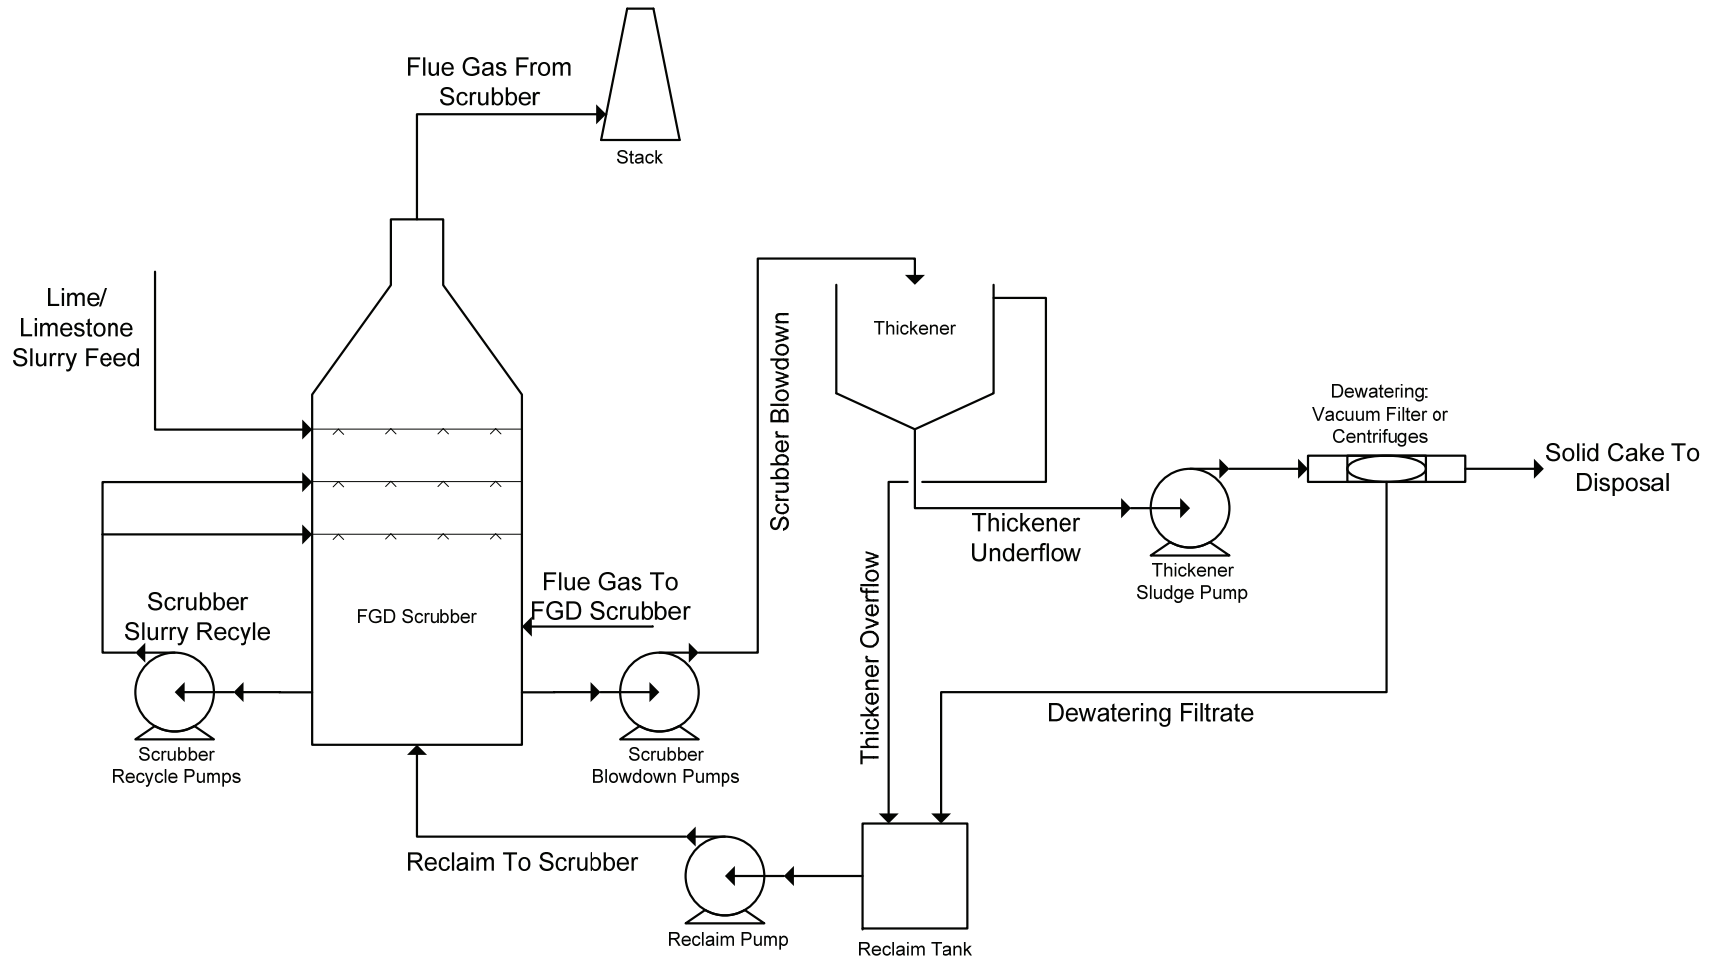 Flue Gas From
Scrubber
Stack
Lime/
Limestone
Slurry Feed
Scrubber Blowdown
Thickener
Dewatering:
Vacuum Filter or
Centrifuges
Solid Cake To
Disposal
Thickener
Underflow
Thickener
Sludge Pump
Flue Gas To
FGD Scrubber
Scrubber
Slurry Recyle
FGD Scrubber
Thickener Overflow
Dewatering Filtrate
Scrubber
Recycle Pumps
Scrubber
Blowdown Pumps
Reclaim To Scrubber
Reclaim Pump
Reclaim Tank